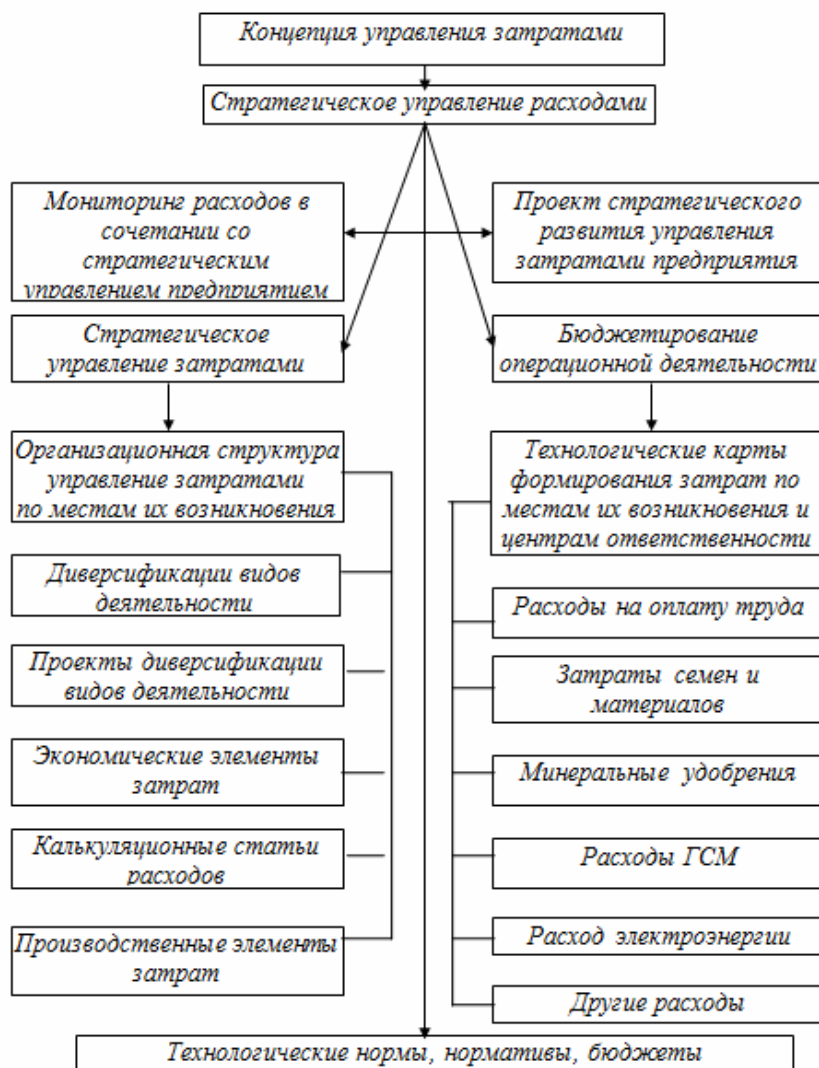 Концепция управления затратами
Стратегическое управление расходами
Мониторинг расходов в
сочетании со
стратегическим
управлением предприятием
Проект стратегического
развития управления
затратами предприятия
Стратегическое
управление затратами
Бюджетирование
операционной деятельности
Организационная структура
управление затратами
по местам их возникновения
Технологические карты
формирования затрат по
местам их возникновения и
центрам ответственности
Диверсификации видов
деятельности
Проекты диверсификации
видов деятельности
Экономические элементы
затрат
Калькуляционные статьи
расходов
Производственные элементы
затрат
Расходы на оплату труда
Затраты семен и
материалов
Минеральные удобрения
Расходы ГСМ
Расход электроэнергии
Другие расходы
Технологические нормы, нормативы, бюджеты